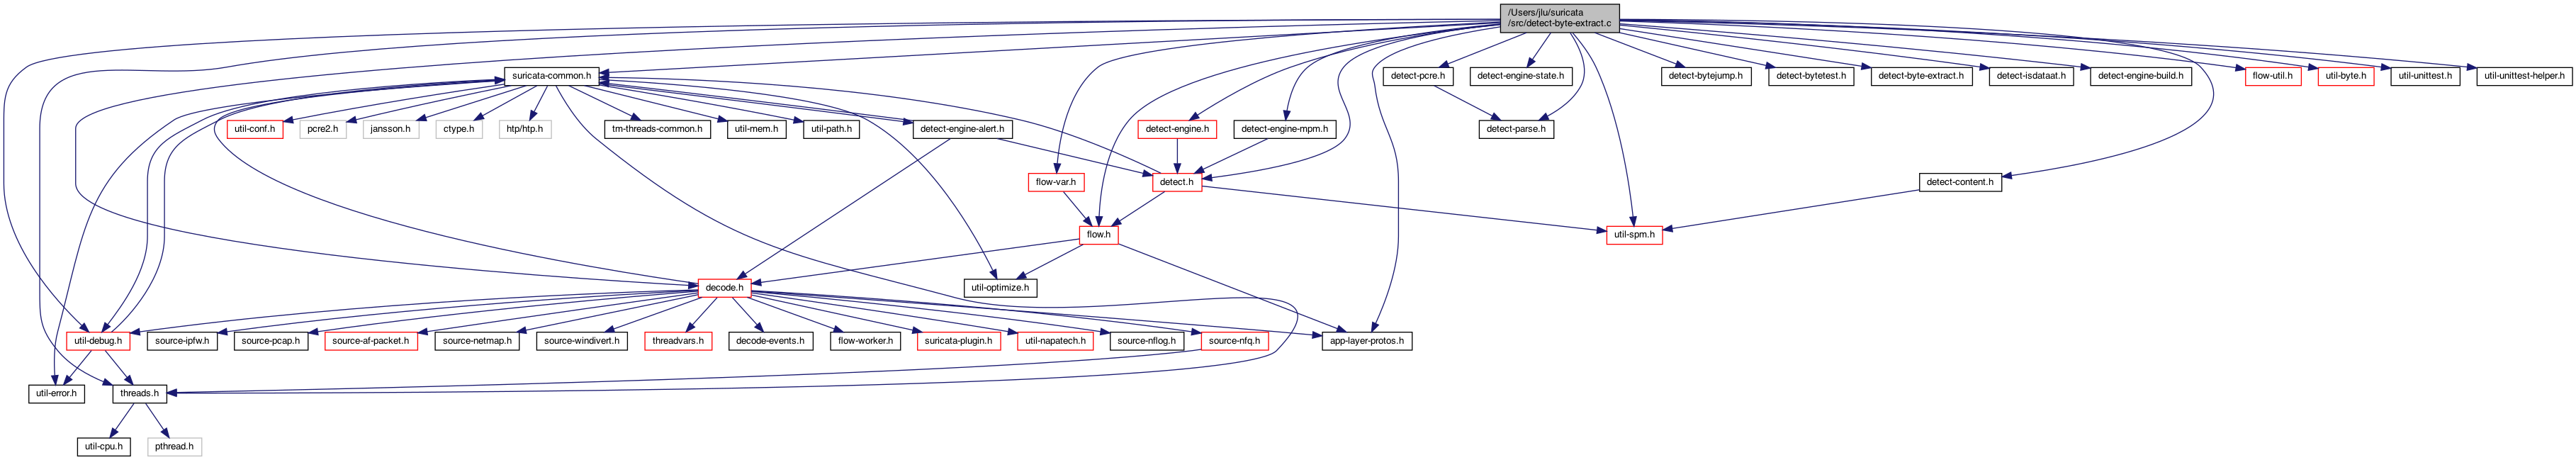 /Users/jlu/suricata
/src/detect-byte-extract.c
suricata-common.h
detect-pcre.h
detect-engine-state.h
detect-bytejump.h
detect-bytetest.h
detect-byte-extract.h
detect-isdataat.h
detect-engine-build.h
flow-util.h
util-byte.h
util-unittest.h
util-unittest-helper.h
util-conf.h
pcre2.h
jansson.h
ctype.h
htp/htp.h
tm-threads-common.h
util-mem.h
util-path.h
detect-engine-alert.h
detect-engine.h
detect-engine-mpm.h
detect-parse.h
flow-var.h
detect.h
detect-content.h
flow.h
util-spm.h
decode.h
util-optimize.h
util-debug.h
source-ipfw.h
source-pcap.h
source-af-packet.h
source-netmap.h
source-windivert.h
threadvars.h
decode-events.h
flow-worker.h
suricata-plugin.h
util-napatech.h
source-nflog.h
source-nfq.h
app-layer-protos.h
util-error.h
threads.h
util-cpu.h
pthread.h